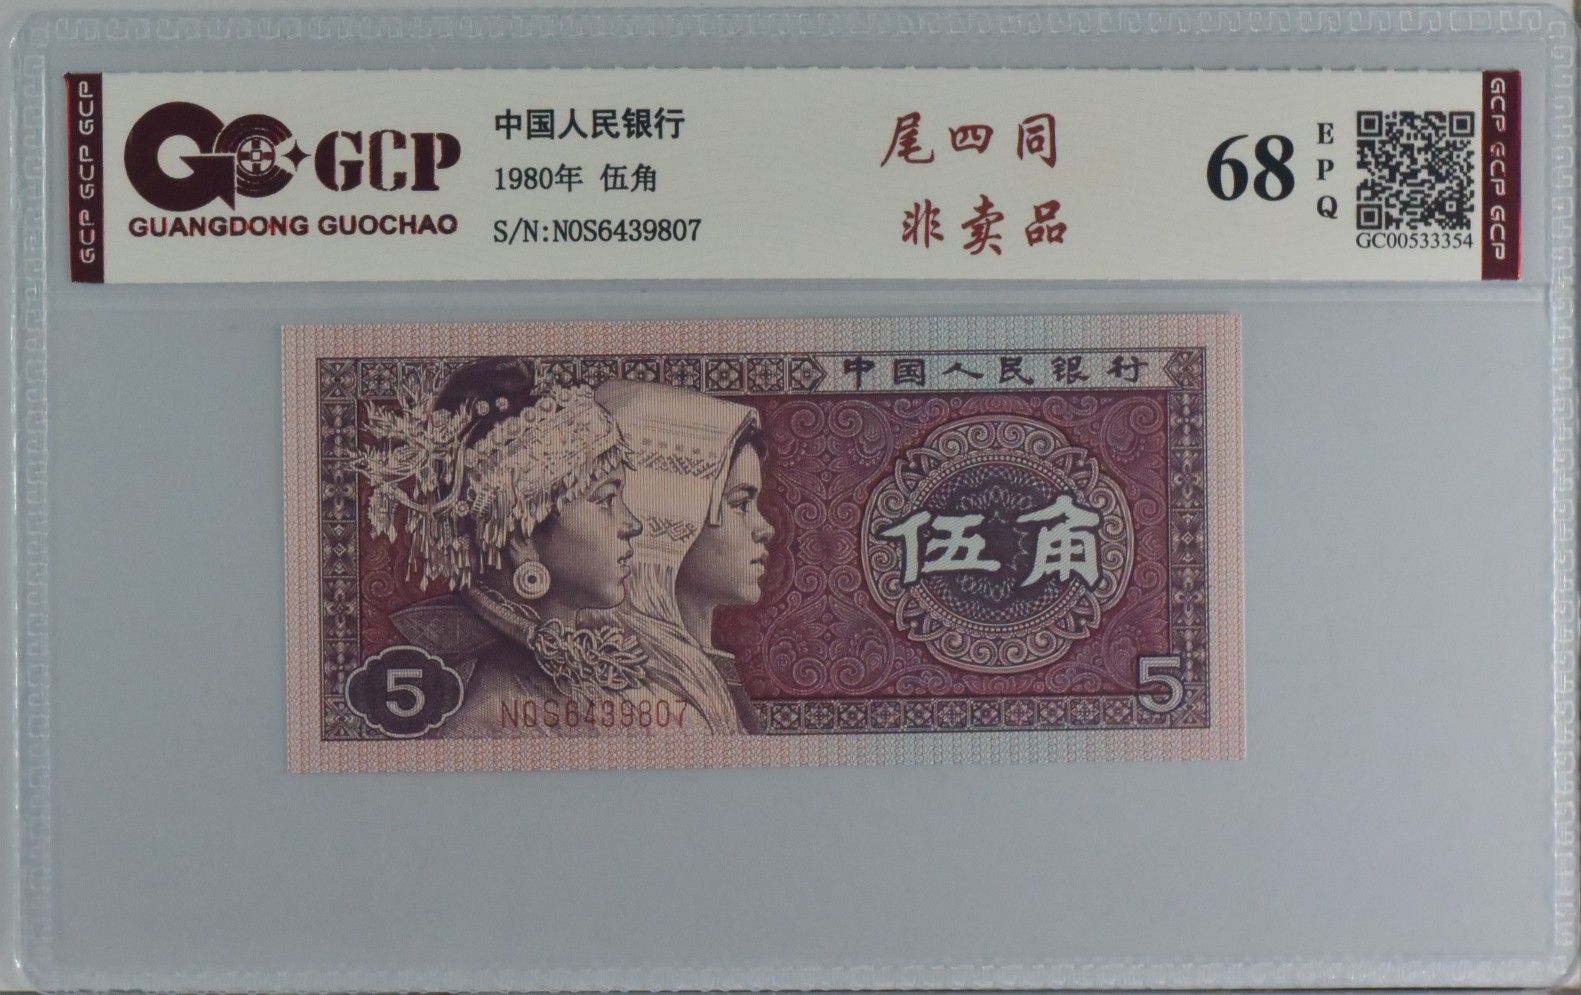 GCP GCP GCP
GCP
GUANGDONG GUOCHAO
中国人民银行
1980年 伍角
S/N:N0S6439807
尾四同
非卖品
68
E
P
Q
GC00533354
GCP GCP GCP
中国人民银行
伍角
5
N0S6439807
5